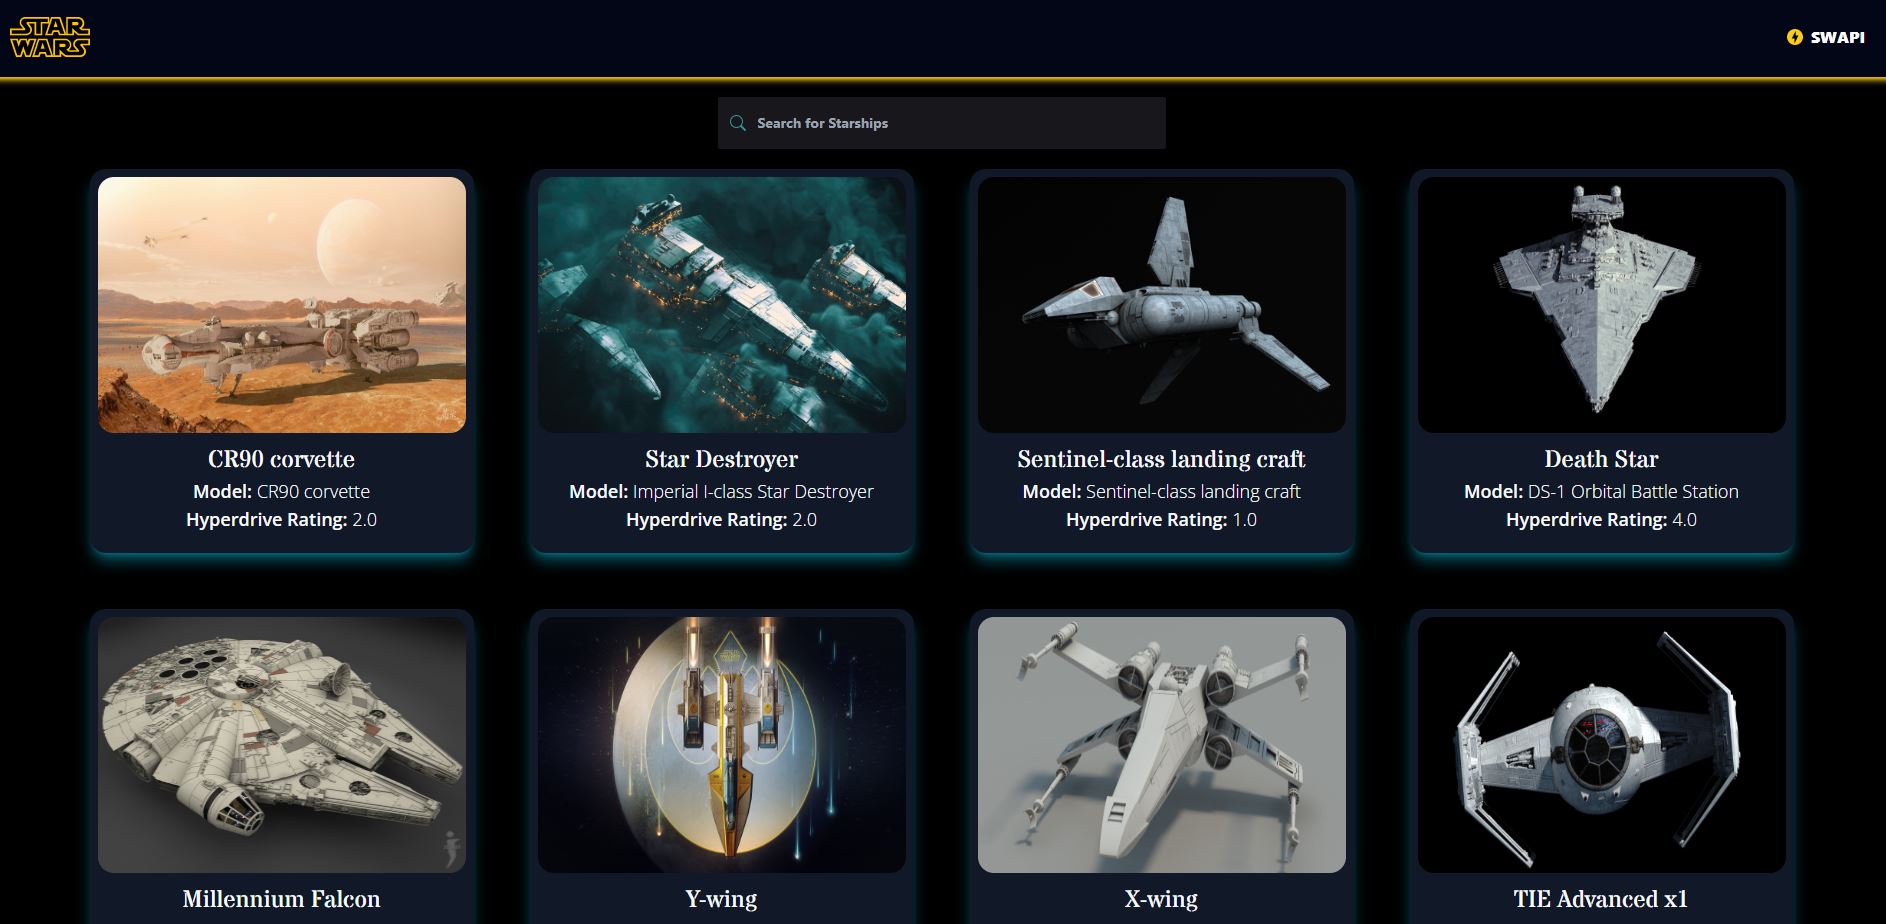 STAR
WARS
SWAPI
Search for Starships
CR90 corvette
Model: CR90 corvette
Hyperdrive Rating: 2.0
Star Destroyer
Model: Imperial I-class Star Destroyer
Hyperdrive Rating: 2.0
Sentinel-class landing craft
Model: Sentinel-class landing craft
Hyperdrive Rating: 1.0
Death Star
Model: DS-1 Orbital Battle Station
Hyperdrive Rating: 4.0
Millennium Falcon
Y-wing
X-wing
TIE Advanced x1